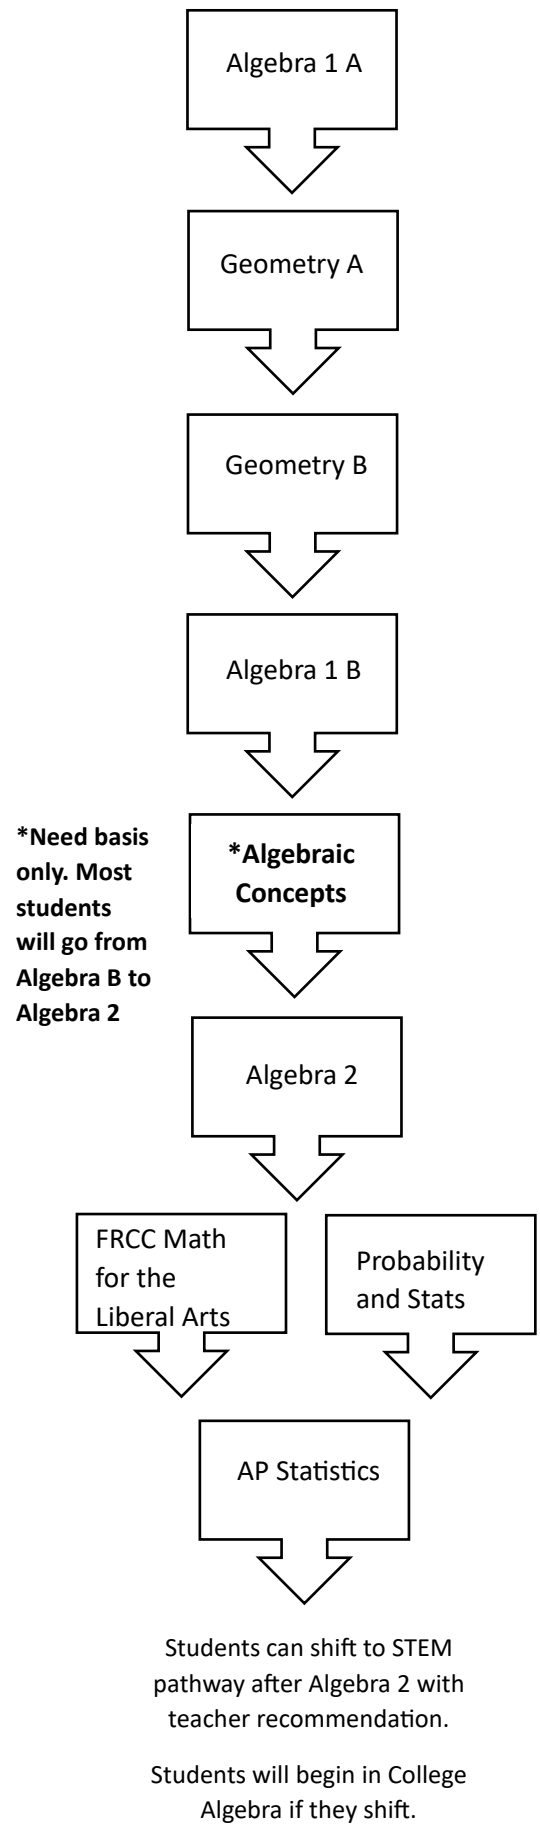 Algebra 1 A
Geometry A
Geometry B
Algebra 1 B
*Need basis
only. Most
students
will go from
Algebra B to
Algebra 2
*Algebraic
Concepts
Algebra 2
FRCC Math
for the
Liberal Arts
Probability
and Stats
AP Statistics
Students can shift to STEM
pathway after Algebra 2 with
teacher recommendation.
Students will begin in College
Algebra if they shift.